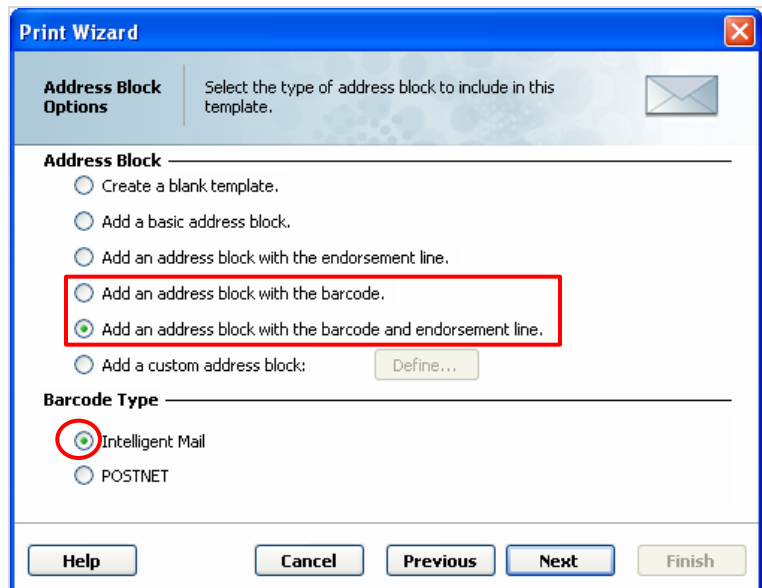 Print Wizard
Address Block
Options
Select the type of address block to include in this
template.
Address Block
Create a blank template.
Add a basic address block.
Add an address block with the endorsement line.
Add an address block with the barcode.
Add an address block with the barcode and endorsement line.
Add a custom address block:
Define...
Barcode Type
Intelligent Mail
POSTNET
Help
Cancel
Previous
Next
Finish